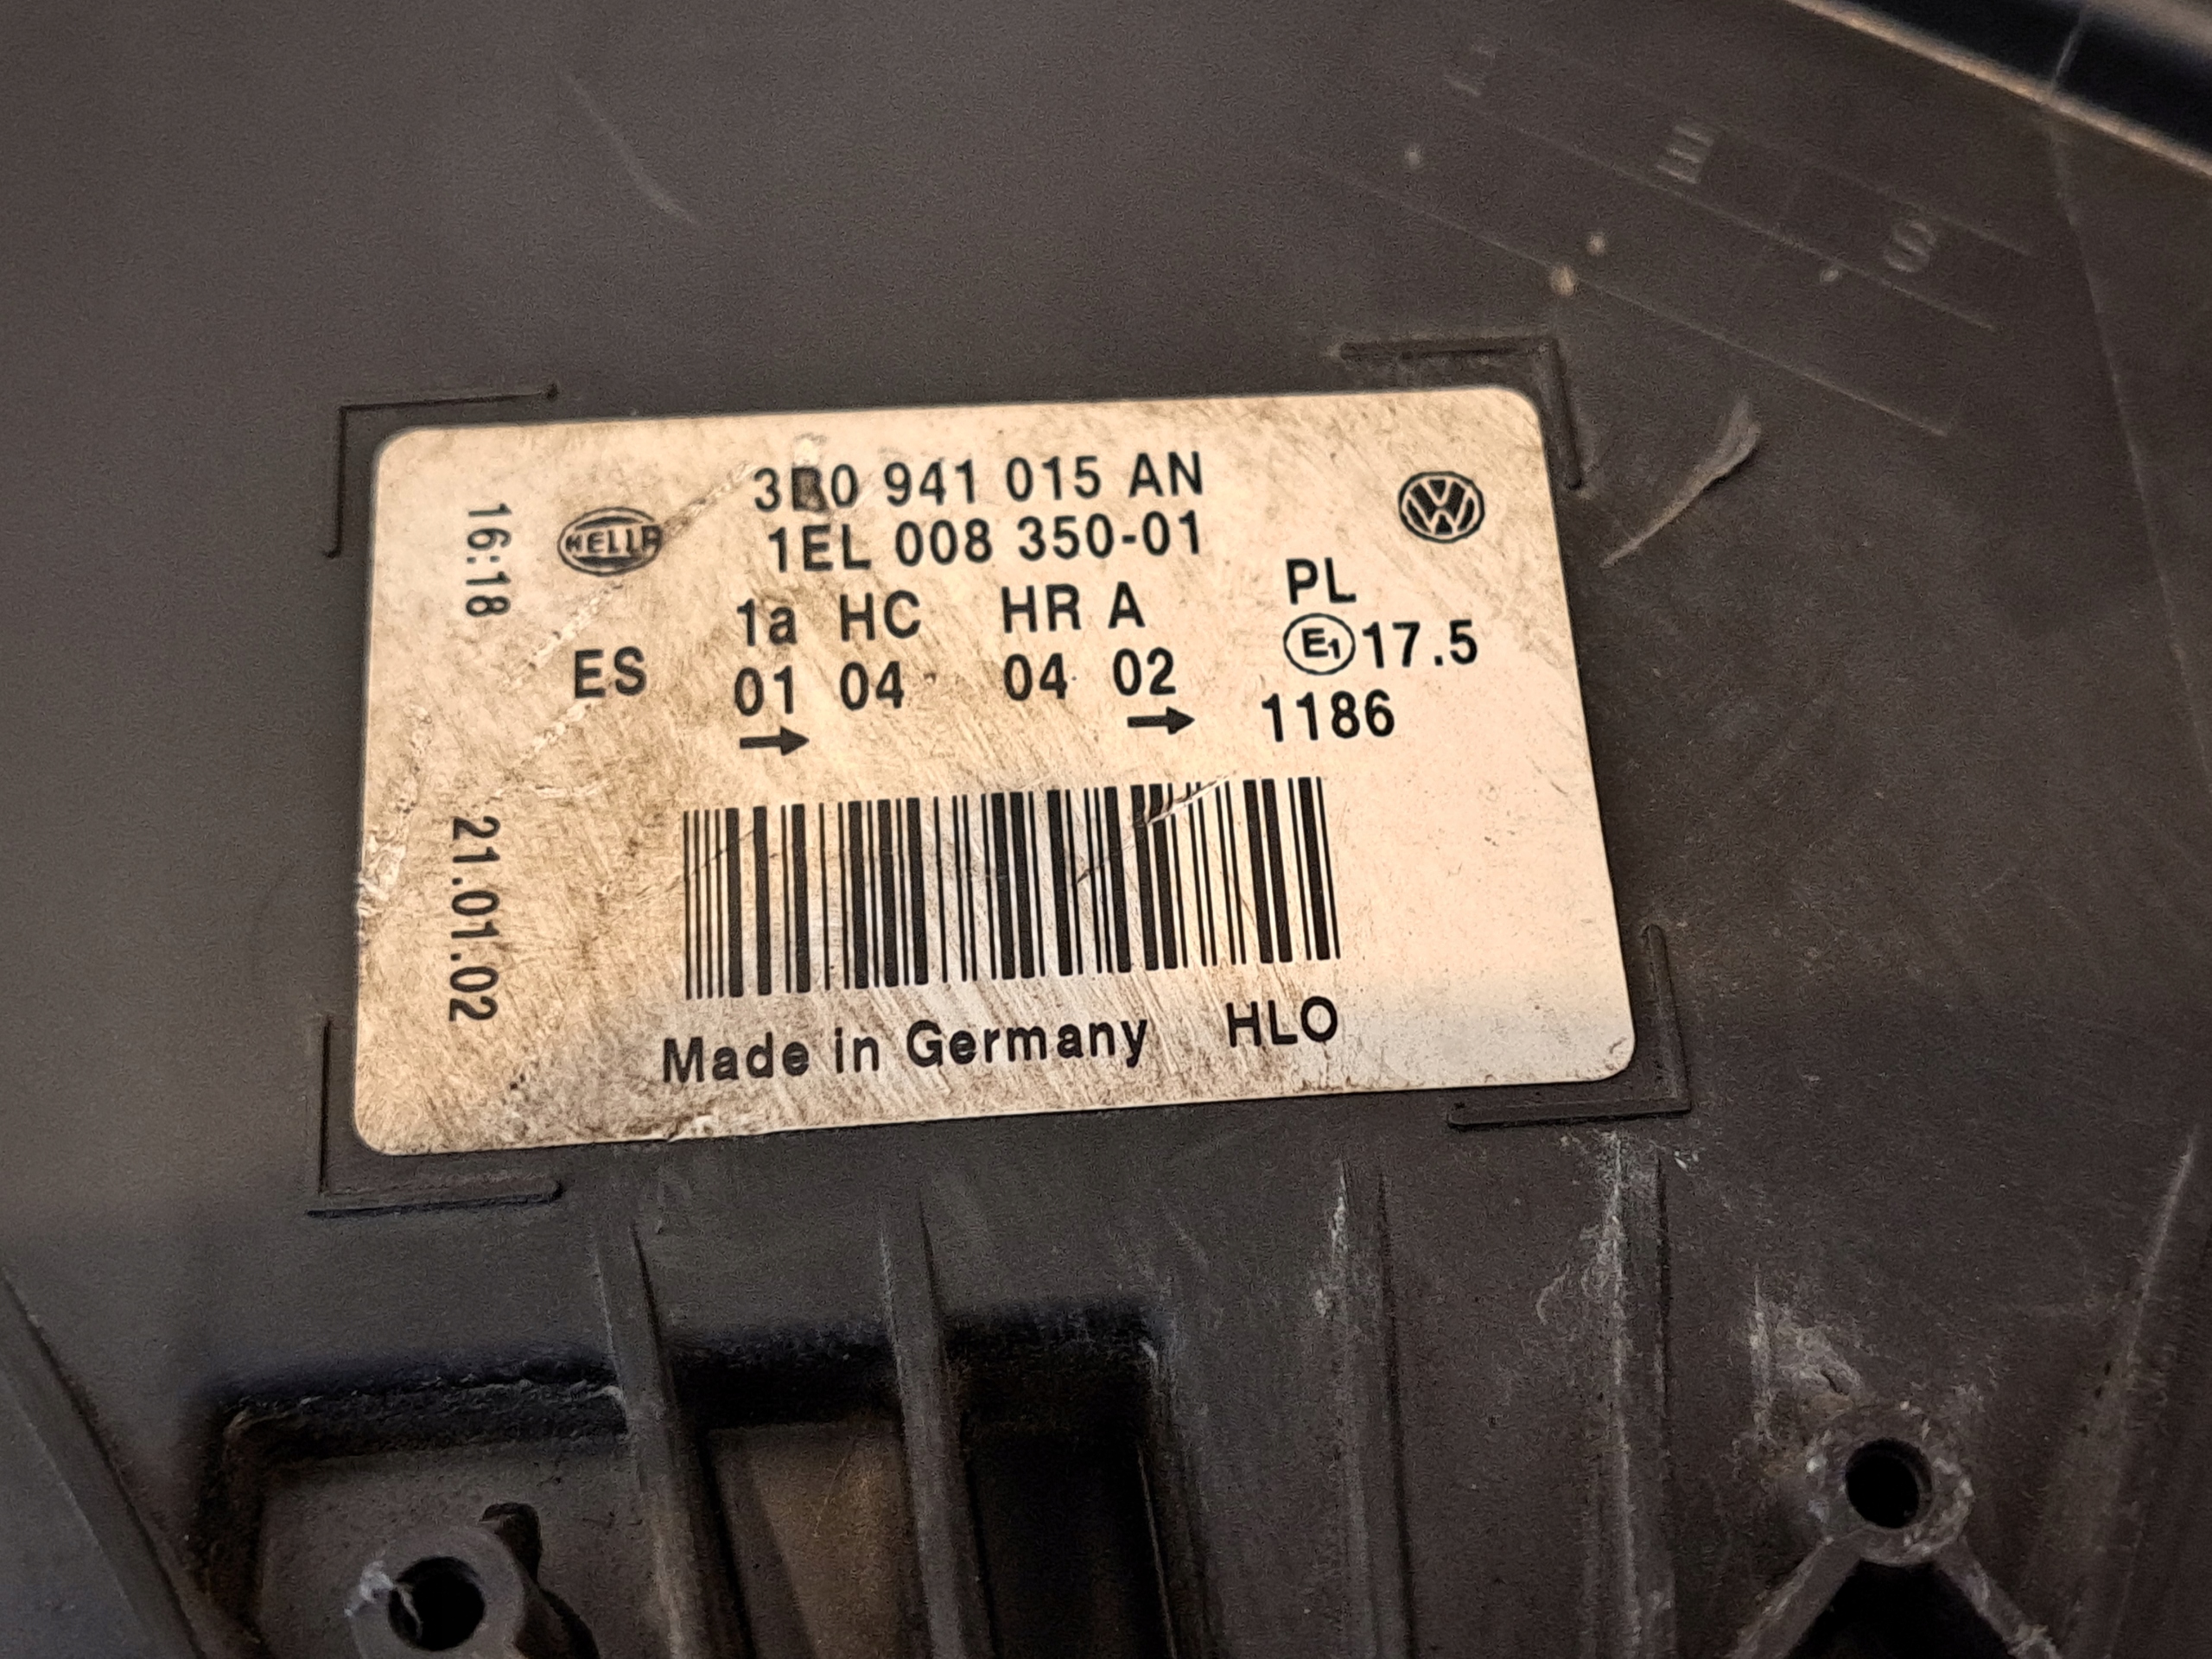 3B0 941 015 AN
1EL 008 350-01
HELLA
16:18
1a HC HR A PL
ES 01 04 04 02 E1 17.5
→ → 1186
21.01.02
Made in Germany HLO